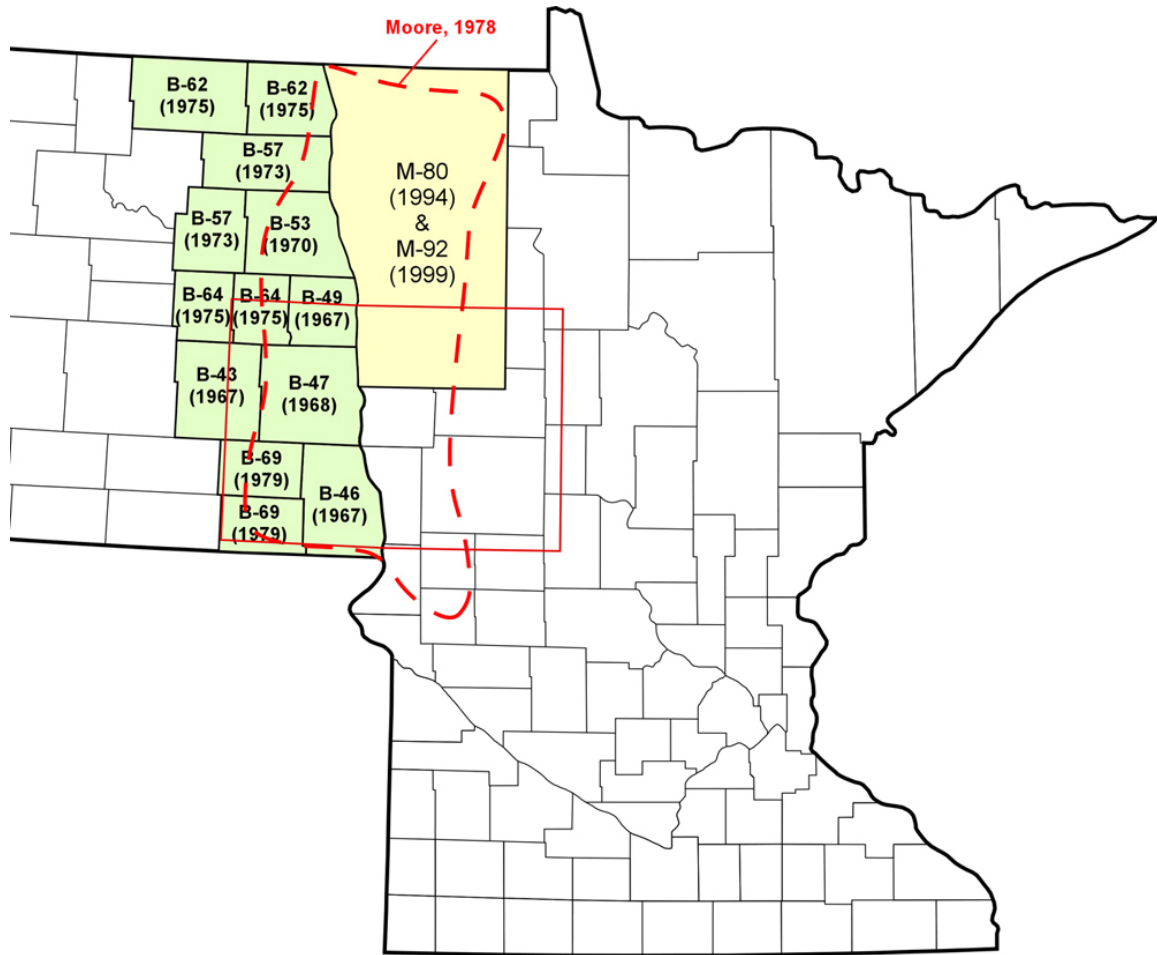 Moore, 1978
B-62
(1975)
B-62
(1975)
B-57
(1973)
M-80
(1994)
&
M-92
(1999)
B-57
(1973)
B-53
(1970)
B-64
(1975)
B-64
(1975)
B-49
(1967)
B-43
(1967)
B-47
(1968)
B-69
(1979)
B-46
(1967)
B-69
(1979)